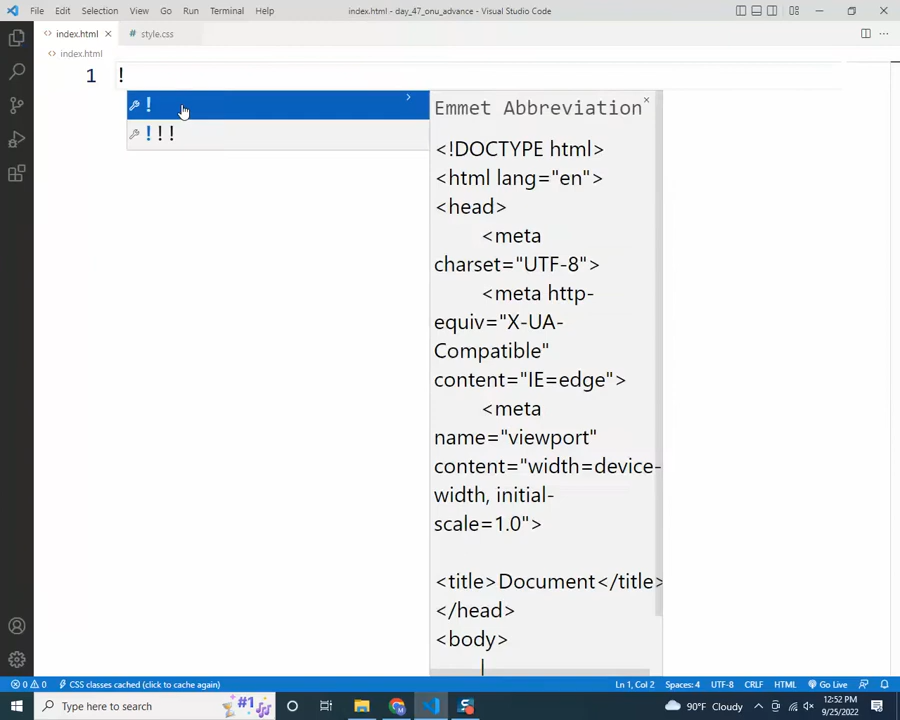 File Edit Selection View Go Run Terminal Help
index.html - day_47_onu_advance - Visual Studio Code
index.html
style.css
index.html
1 !
!
!!!
Emmet Abbreviation
<!DOCTYPE html>
<html lang="en">
<head>
<meta
charset="UTF-8">
<meta http-
equiv="X-UA-
Compatible"
content="IE=edge">
<meta
name="viewport"
content="width=device-
width, initial-
scale=1.0">
<title>Document</title>
</head>
<body>
0 0 CSS classes cached (click to cache again) Ln 1, Col 2 Spaces: 4 UTF-8 CRLF HTML Go Live
Type here to search #1 90°F Cloudy 12:52 PM
9/25/2022